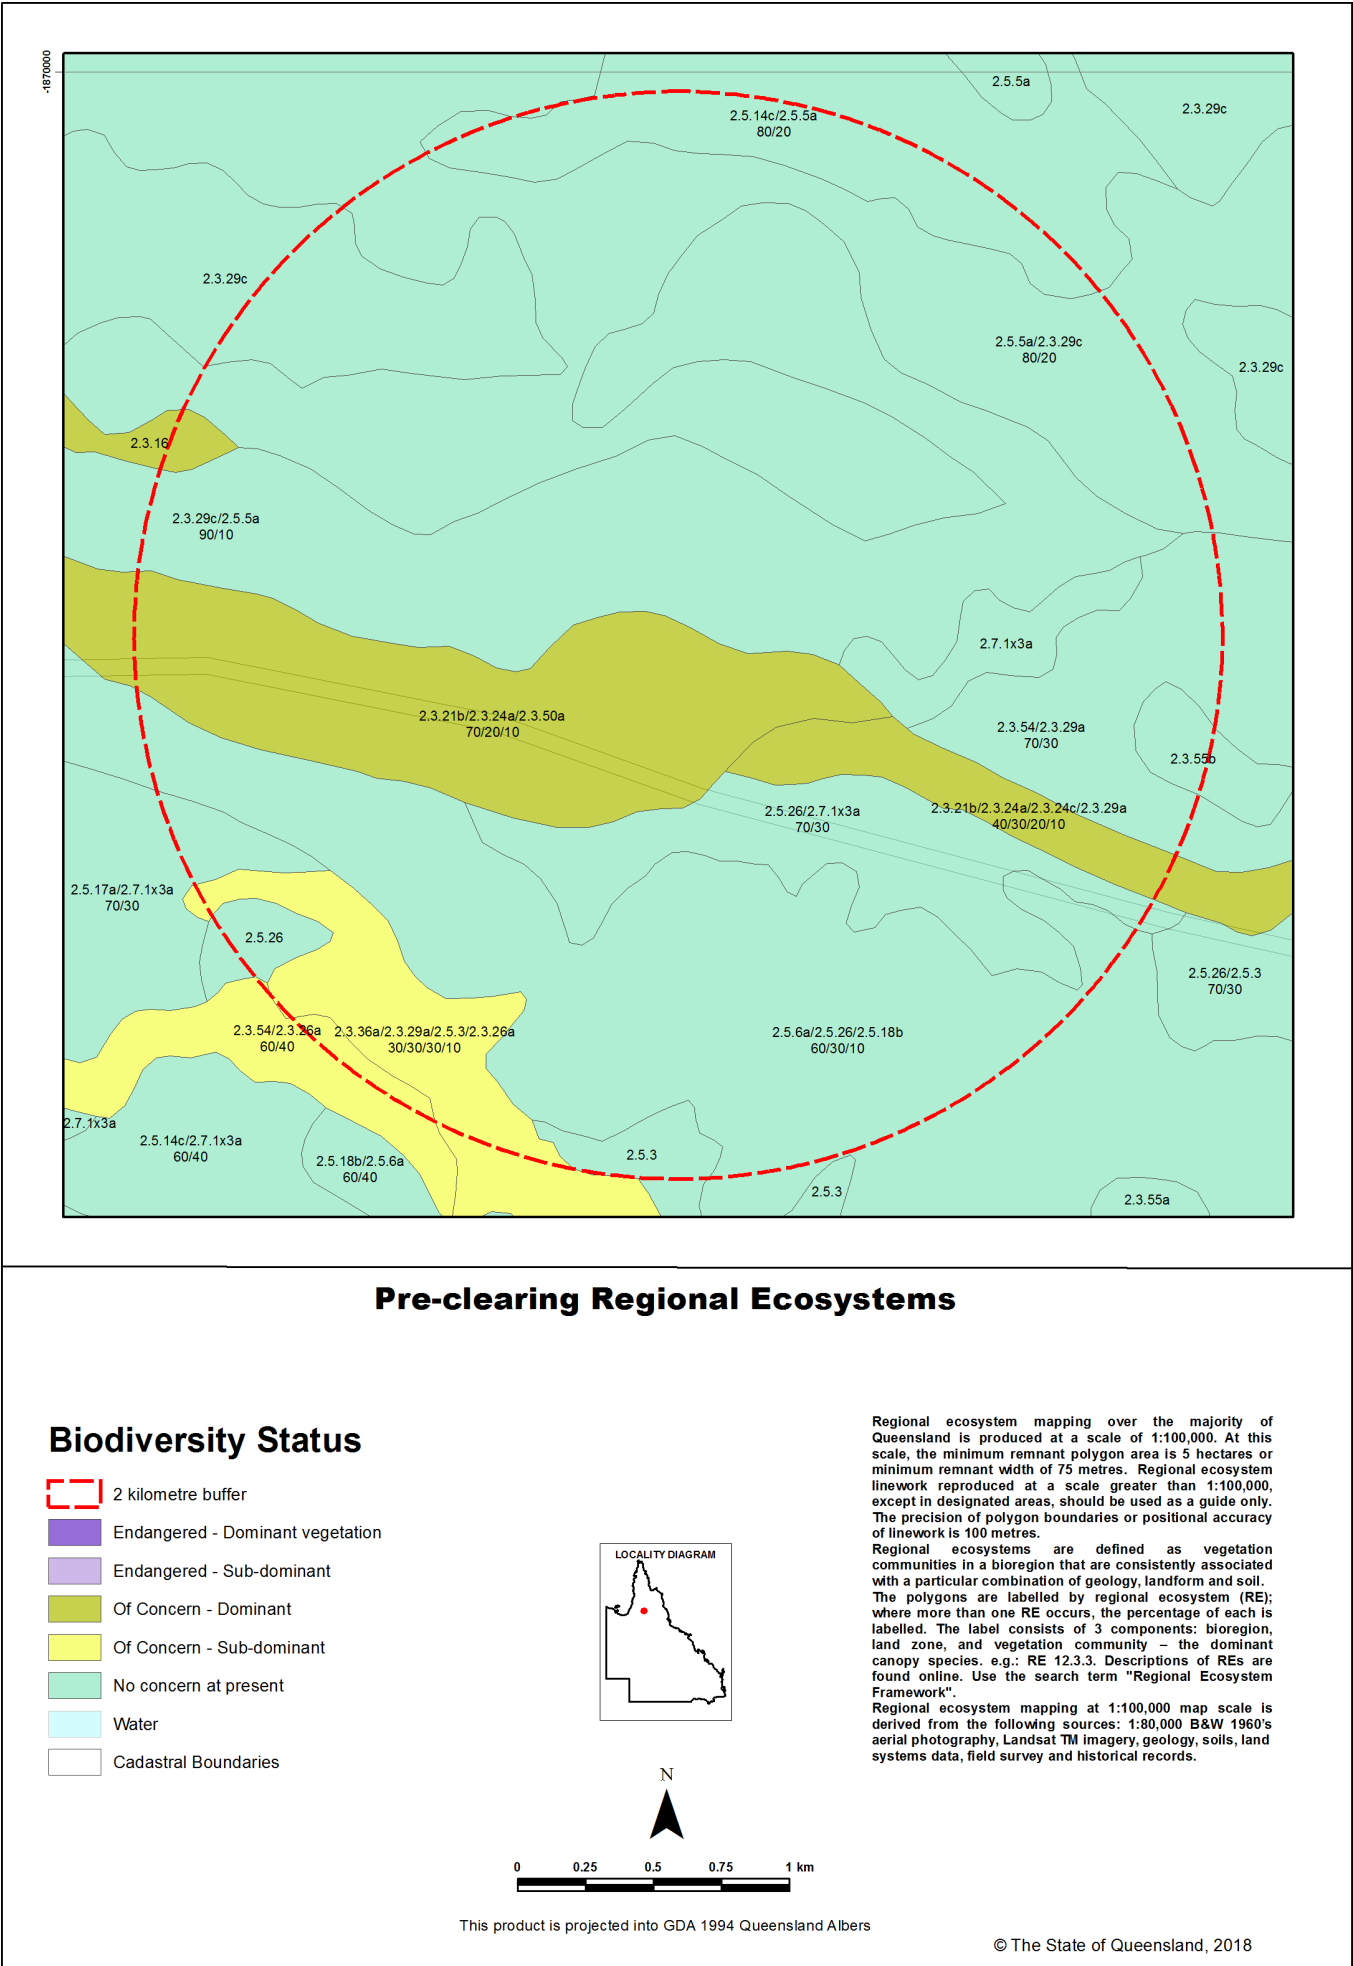 -1870000
2.5.5a
2.3.29c
2.5.14c/2.5.5a
80/20
2.3.29c
2.5.5a/2.3.29c
80/20
2.3.29c
2.3.16
2.3.29c/2.5.5a
90/10
2.7.1x3a
2.3.21b/2.3.24a/2.3.50a
70/20/10
2.3.54/2.3.29a
70/30
2.3.55b
2.5.26/2.7.1x3a
70/30
2.3.21b/2.3.24a/2.3.24c/2.3.29a
40/30/20/10
2.5.17a/2.7.1x3a
70/30
2.5.26
2.5.26/2.5.3
70/30
2.3.54/2.3.26a
60/40
2.3.36a/2.3.29a/2.5.3/2.3.26a
30/30/30/10
2.5.6a/2.5.26/2.5.18b
60/30/10
2.7.1x3a
2.5.14c/2.7.1x3a
60/40
2.5.18b/2.5.6a
60/40
2.5.3
2.5.3
2.3.55a
Pre-clearing Regional Ecosystems
Biodiversity Status
2 kilometre buffer
Endangered - Dominant vegetation
Endangered - Sub-dominant
Of Concern - Dominant
Of Concern - Sub-dominant
No concern at present
Water
Cadastral Boundaries
LOCALITY DIAGRAM
N
0 0.25 0.5 0.75 1 km
This product is projected into GDA 1994 Queensland Albers
Regional ecosystem mapping over the majority of
Queensland is produced at a scale of 1:100,000. At this
scale, the minimum remnant polygon area is 5 hectares or
minimum remnant width of 75 metres. Regional ecosystem
linework reproduced at a scale greater than 1:100,000,
except in designated areas, should be used as a guide only.
The precision of polygon boundaries or positional accuracy
of linework is 100 metres.
Regional ecosystems are defined as vegetation
communities in a bioregion that are consistently associated
with a particular combination of geology, landform and soil.
The polygons are labelled by regional ecosystem (RE);
where more than one RE occurs, the percentage of each is
labelled. The label consists of 3 components: bioregion,
land zone, and vegetation community – the dominant
canopy species. e.g.: RE 12.3.3. Descriptions of REs are
found online. Use the search term "Regional Ecosystem
Framework".
Regional ecosystem mapping at 1:100,000 map scale is
derived from the following sources: 1:80,000 B&W 1960's
aerial photography, Landsat TM imagery, geology, soils, land
systems data, field survey and historical records.
© The State of Queensland, 2018